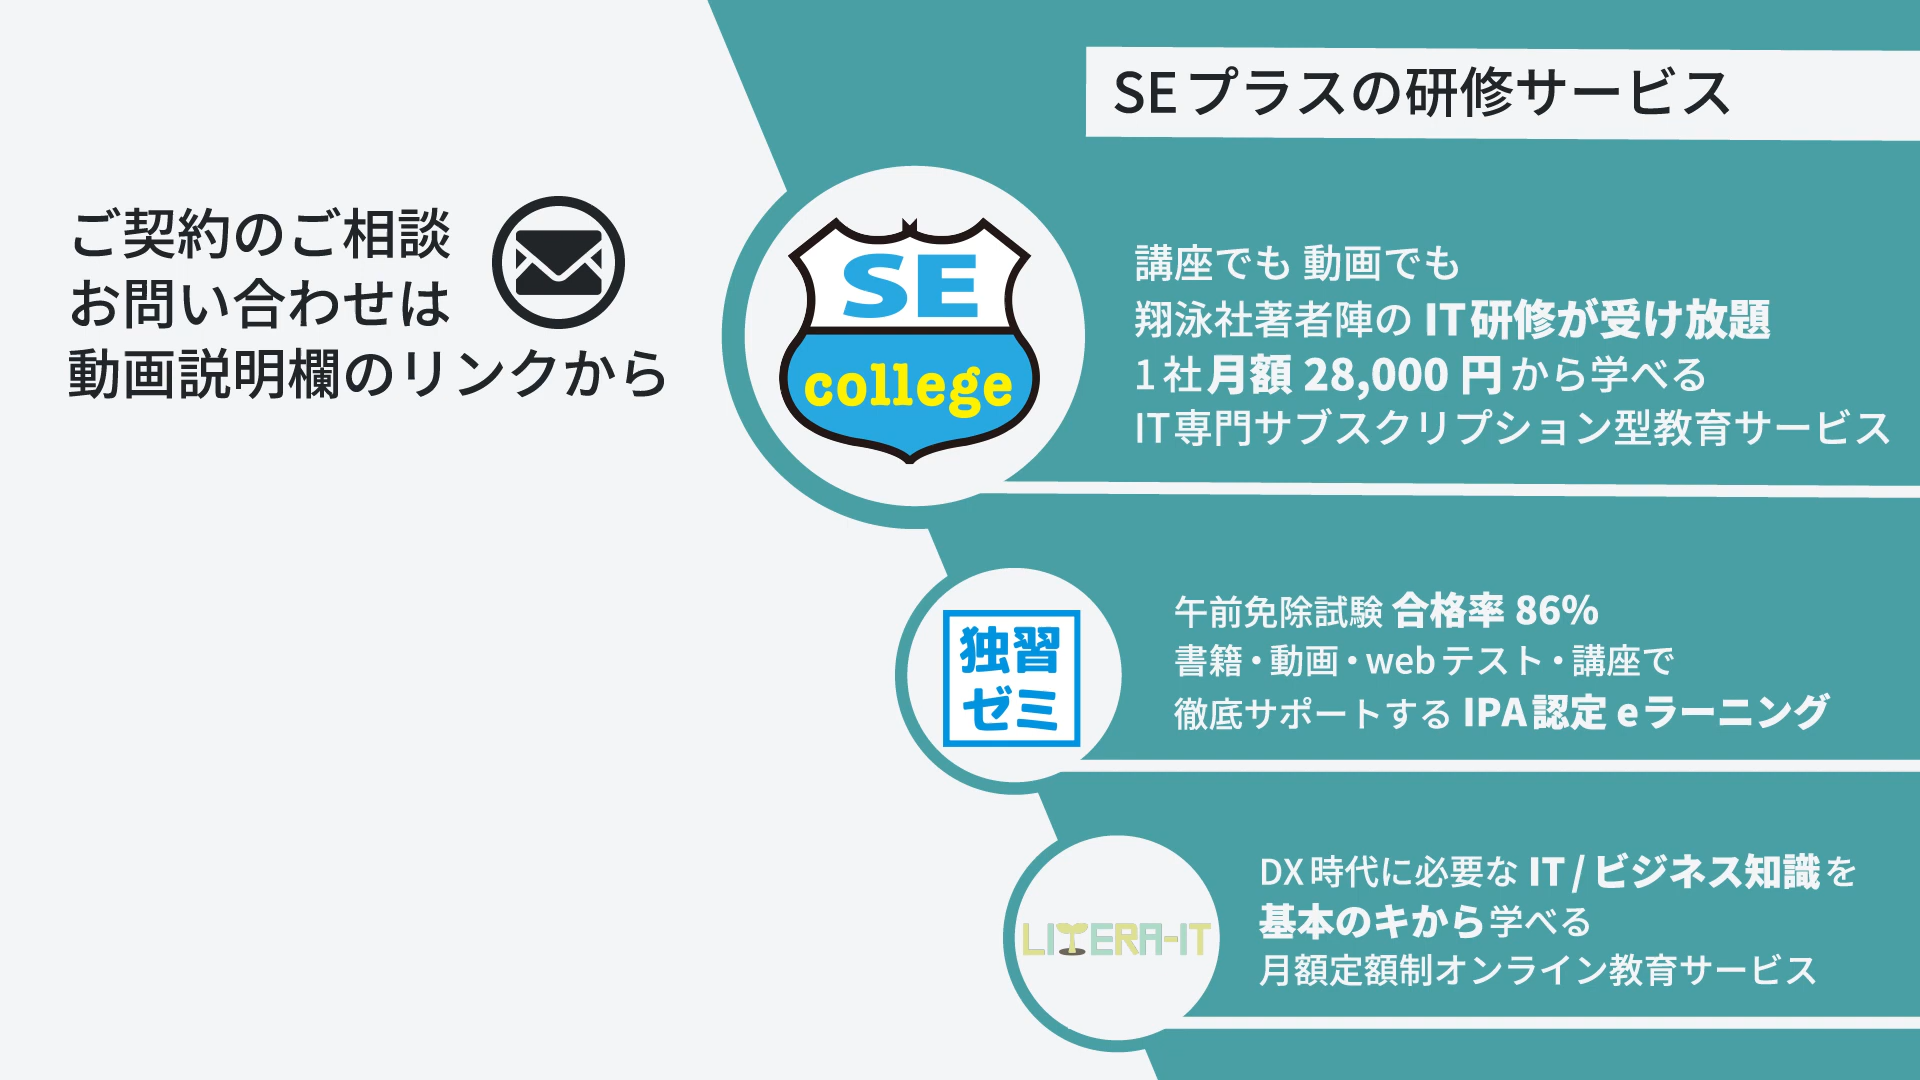 ご契約のご相談
お問い合わせは
動画説明欄のリンクから
SEプラスの研修サービス
SE
college
講座でも 動画でも
翔泳社著者陣の IT研修が受け放題
1社月額 28,000 円から学べる
IT専門サブスクリプション型教育サービス
独習
ゼミ
午前免除試験 合格率 86%
書籍・動画・webテスト・講座で
徹底サポートする IPA認定 eラーニング
LITERA-IT
DX時代に必要な IT / ビジネス知識を
基本のキから学べる
月額定額制オンライン教育サービス